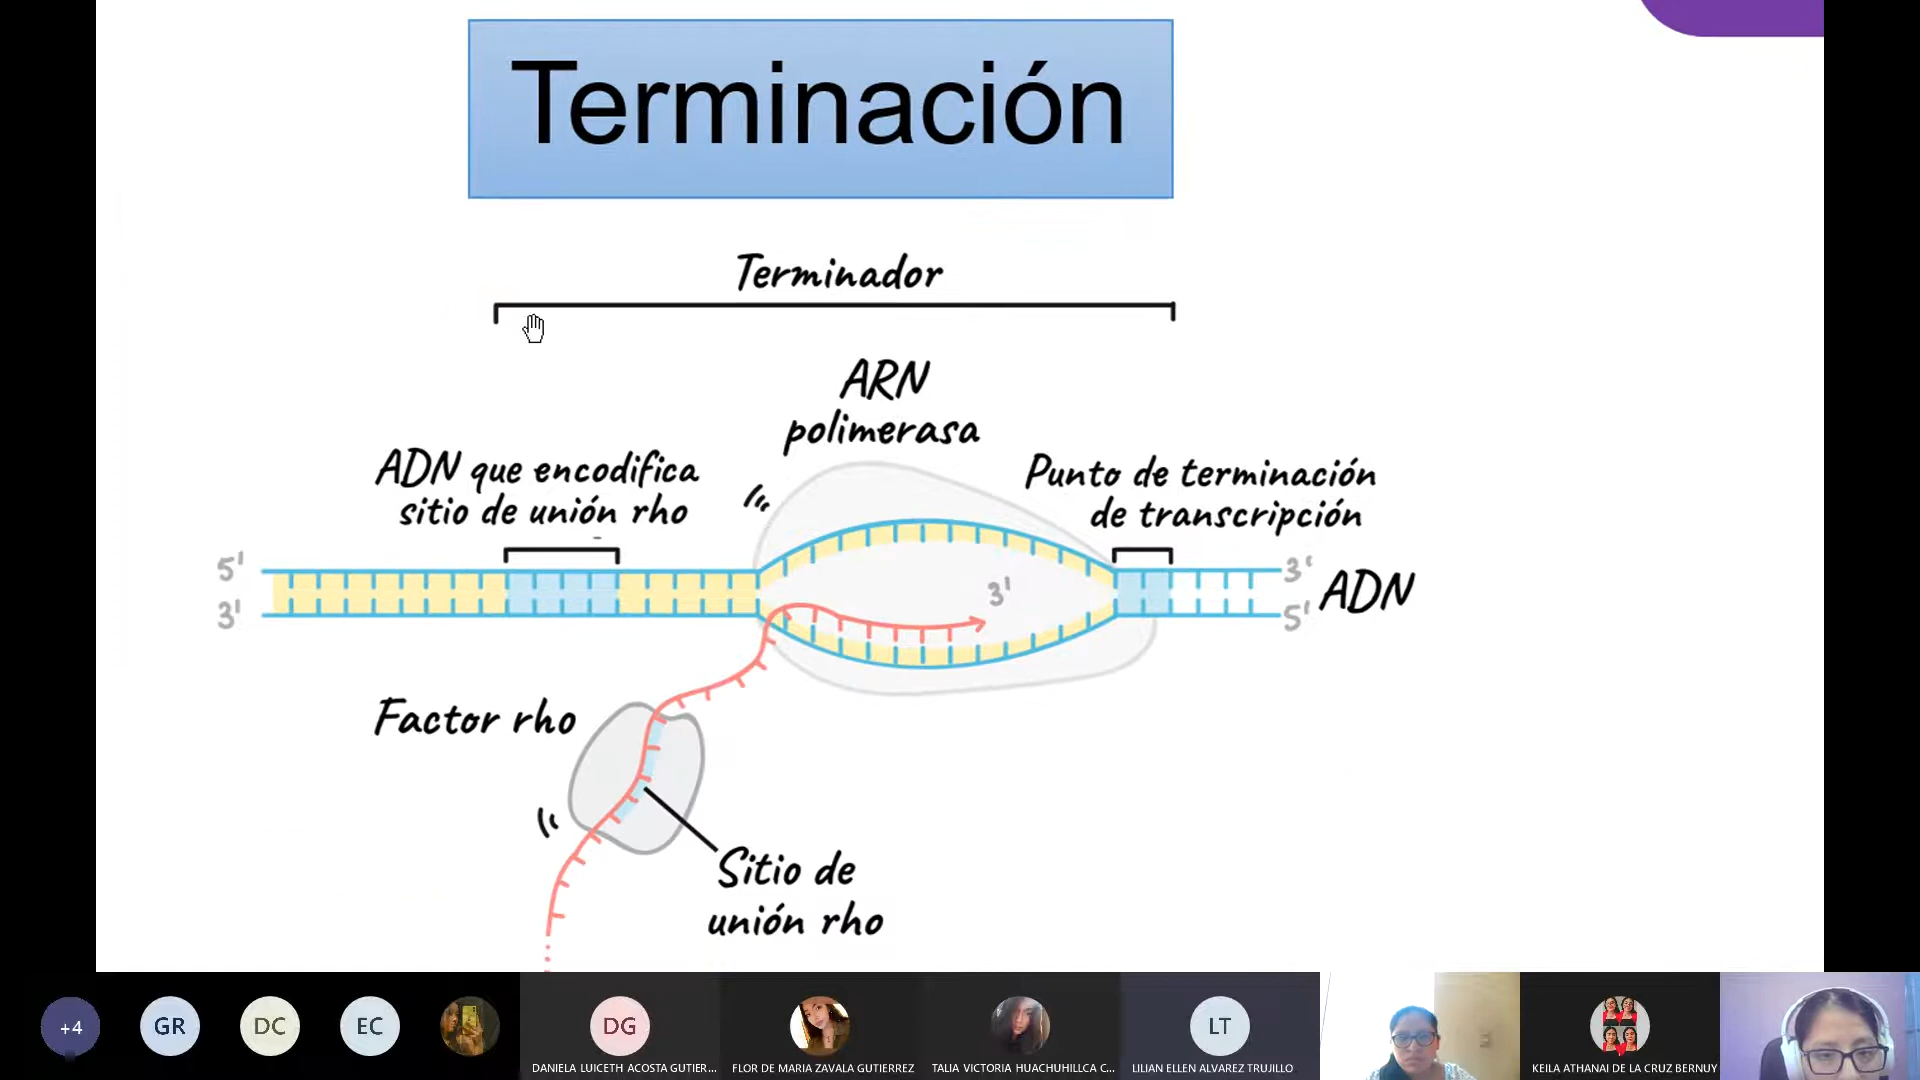 Terminación
Terminador
ARN
polimerasa
ADN que encodifica
sitio de unión rho
Punto de terminación
de transcripción
5'
3'
3'
3'
5'
ADN
Factor rho
Sitio de
unión rho
+4
GR
DC
EC
DG
LT
DANIELA LUICETH ACOSTA GUTIER...
FLOR DE MARIA ZAVALA GUTIERREZ
TALIA VICTORIA HUACHUHILLCA C...
LILIAN ELLEN ALVAREZ TRUJILLO
KEILA ATHANAI DE LA CRUZ BERNUY